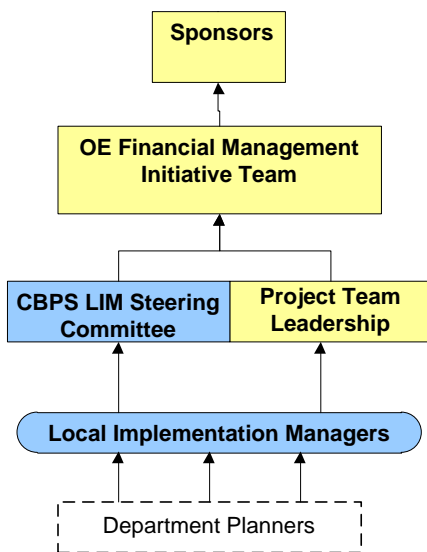 Sponsors
OE Financial Management
Initiative Team
CBPS LIM Steering
Committee
Project Team
Leadership
Local Implementation Managers
Department Planners